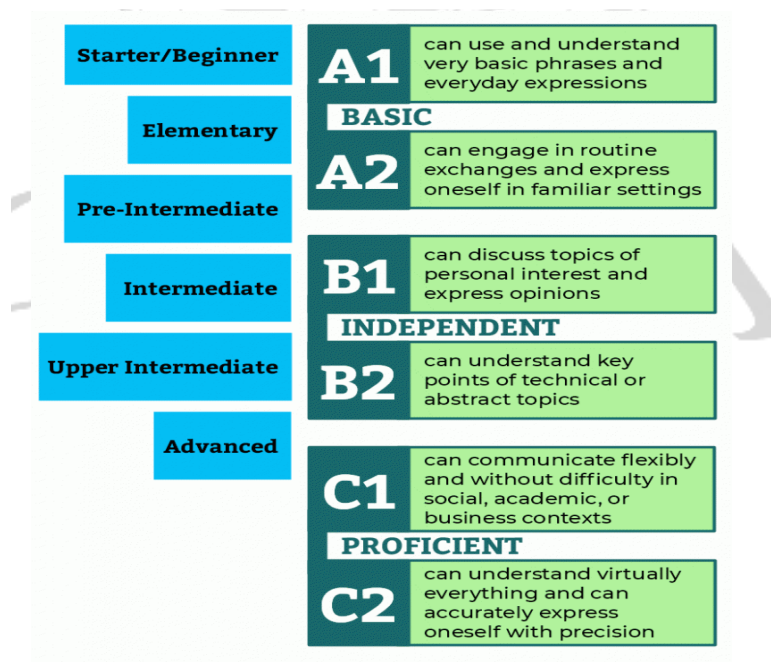 Starter/Beginner
Elementary
Pre-Intermediate
Intermediate
Upper Intermediate
Advanced
A1
can use and understand
very basic phrases and
everyday expressions
BASIC
A2
can engage in routine
exchanges and express
oneself in familiar settings
B1
can discuss topics of
personal interest and
express opinions
INDEPENDENT
B2
can understand key
points of technical or
abstract topics
C1
can communicate flexibly
and without difficulty in
social, academic, or
business contexts
PROFICIENT
C2
can understand virtually
everything and can
accurately express
oneself with precision